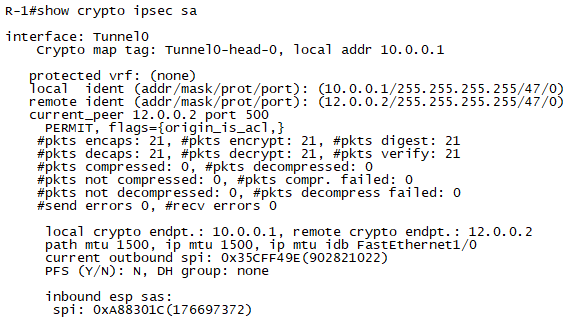 R-1#show crypto ipsec sa
interface: Tunnel0
Crypto map tag: Tunnel0-head-0, local addr 10.0.0.1
protected vrf: (none)
local ident (addr/mask/prot/port): (10.0.0.1/255.255.255.255/47/0)
remote ident (addr/mask/prot/port): (12.0.0.2/255.255.255.255/47/0)
current_peer 12.0.0.2 port 500
PERMIT, flags={origin_is_acl,}
#pkts encaps: 21, #pkts encrypt: 21, #pkts digest: 21
#pkts decaps: 21, #pkts decrypt: 21, #pkts verify: 21
#pkts compressed: 0, #pkts decompressed: 0
#pkts not compressed: 0, #pkts compr. failed: 0
#pkts not decompressed: 0, #pkts decompress failed: 0
#send errors 0, #recv errors 0
local crypto endpt.: 10.0.0.1, remote crypto endpt.: 12.0.0.2
path mtu 1500, ip mtu 1500, ip mtu idb FastEthernet1/0
current outbound spi: 0x35CFF49E(902821022)
PFS (Y/N): N, DH group: none
inbound esp sas:
spi: 0xA88301C(176697372)